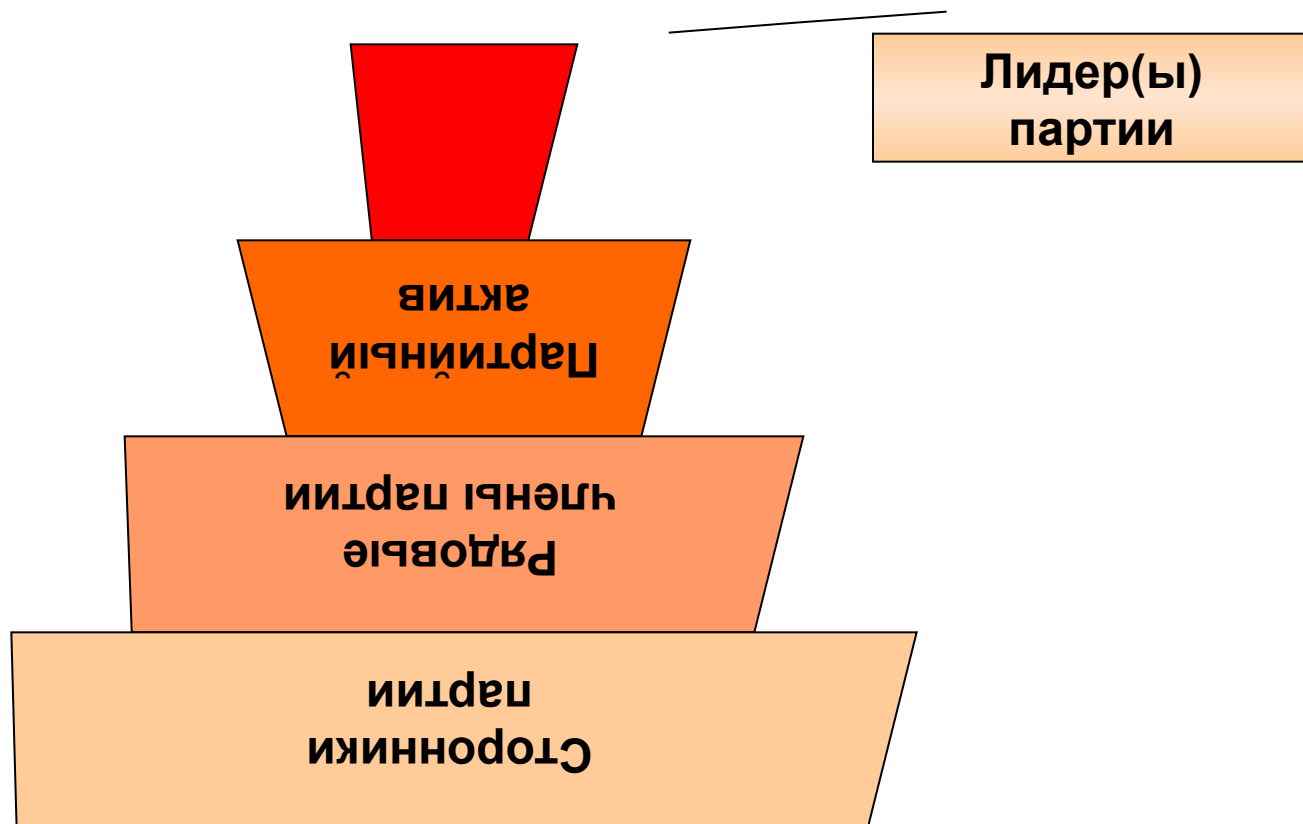 Лидер(ы)
партии
Партийный
актив
Рядовые
члены партии
Сторонники
партии